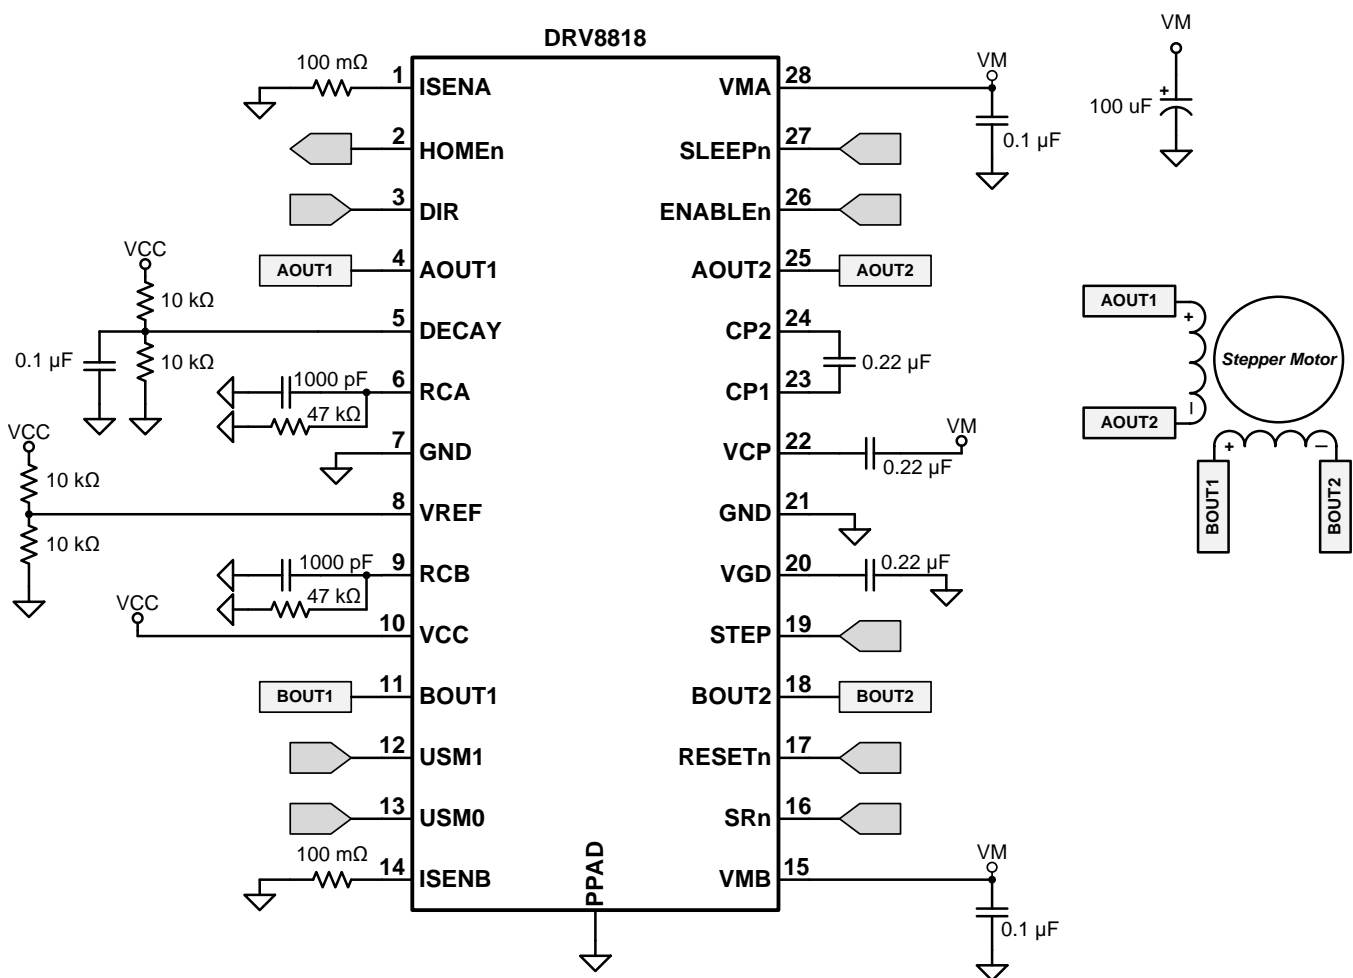 DRV8818
VM
100 uF
+
100 mΩ
1
ISENA
VMA
28
VM
0.1 µF
2
HOMEn
SLEEPn
27
3
DIR
ENABLEn
26
AOUT1
4
AOUT1
AOUT2
25
AOUT2
VCC
10 kΩ
5
DECAY
CP2
24
0.1 µF
10 kΩ
0.22 µF
1000 pF
6
RCA
CP1
23
47 kΩ
VCC
7
GND
VCP
22
0.22 µF
VM
10 kΩ
8
VREF
GND
21
10 kΩ
1000 pF
9
RCB
VGD
20
0.22 µF
47 kΩ
VCC
10
VCC
STEP
19
BOUT1
11
BOUT1
BOUT2
18
BOUT2
12
USM1
RESETn
17
13
USM0
SRn
16
100 mΩ
14
ISENB
PPAD
VMB
15
VM
0.1 µF
AOUT1
+
Stepper Motor
AOUT2
–
+
–
BOUT1
BOUT2